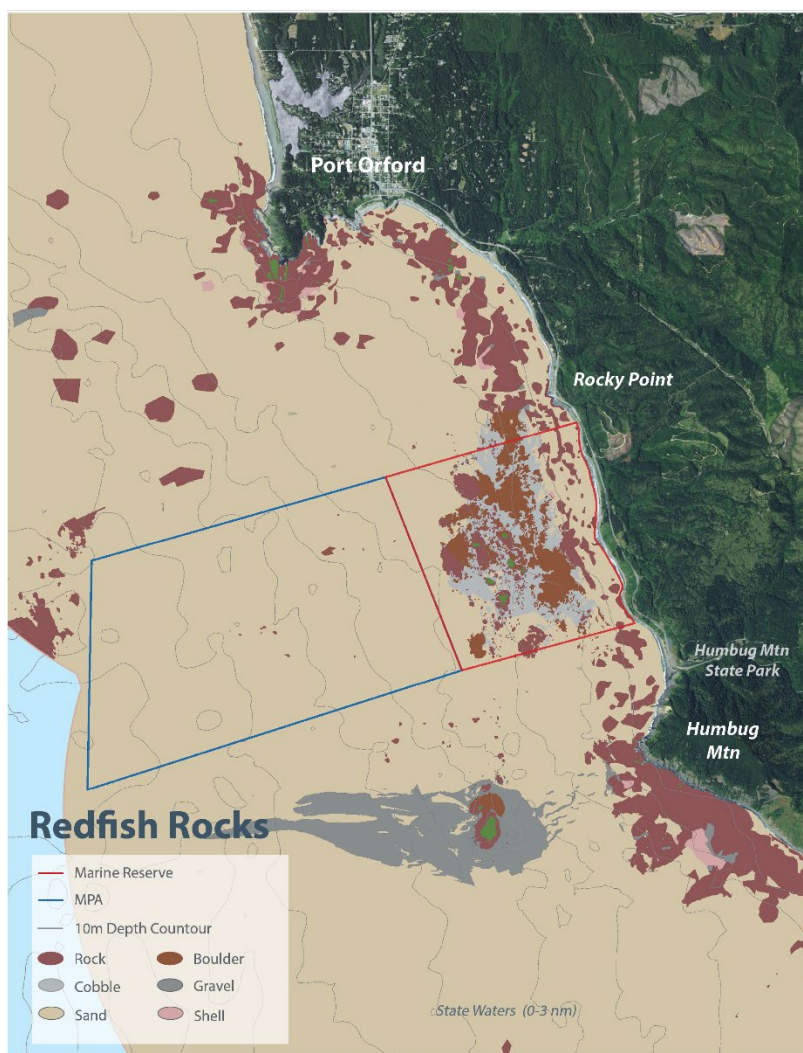 Port Orford
Rocky Point
Humbug Mtn
State Park
Humbug
Mtn
Redfish Rocks
Marine Reserve
MPA
10m Depth Countour
Rock
Boulder
Cobble
Gravel
Sand
Shell
State Waters (0-3 nm)